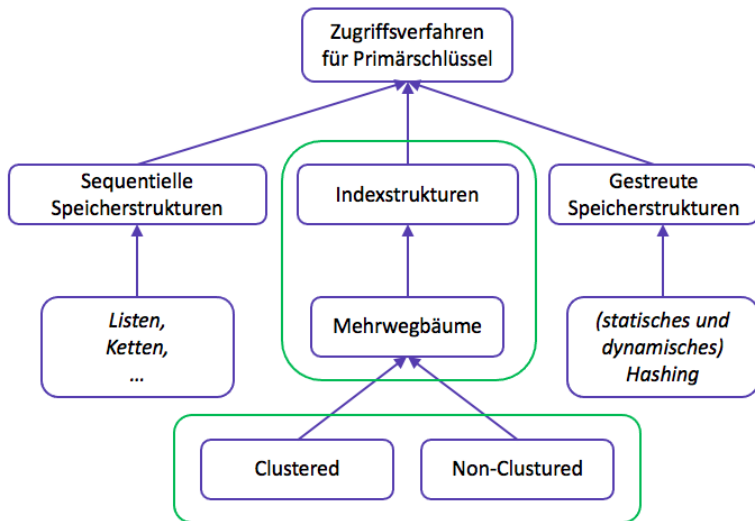 Zugriffsverfahren
für Primärschlüssel
Sequentielle
Speicherstrukturen
Indexstrukturen
Gestreute
Speicherstrukturen
Listen,
Ketten,
...
Mehrwegbäume
(statisches und
dynamisches)
Hashing
Clustered
Non-Clustured